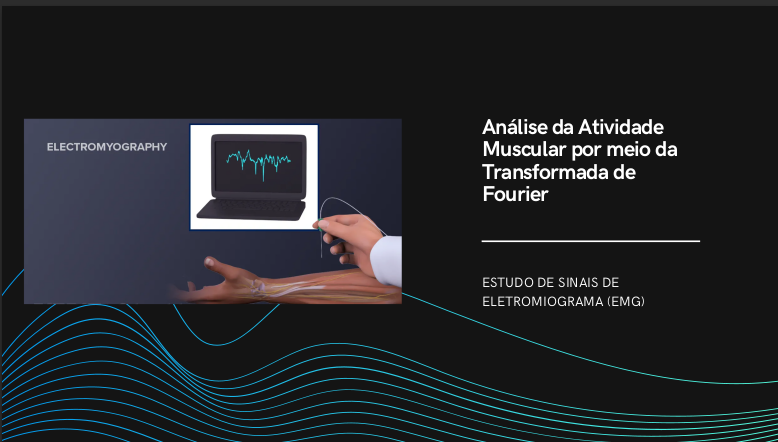 ELECTROMYOGRAPHY
Análise da Atividade
Muscular por meio da
Transformada de
Fourier
ESTUDO DE SINAIS DE
ELETROMIOGRAMA (EMG)